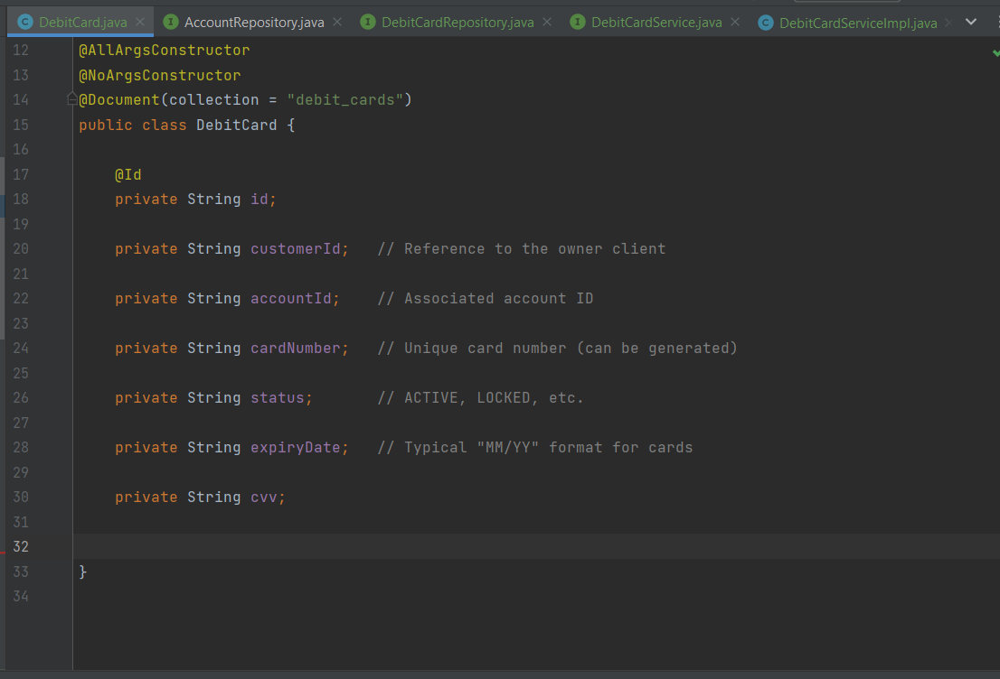 DebitCard.java AccountRepository.java DebitCardRepository.java DebitCardService.java DebitCardServiceImpl.java
12 @AllArgsConstructor
13 @NoArgsConstructor
14 @Document(collection = "debit_cards")
15 public class DebitCard {
16
17 @Id
18 private String id;
19
20 private String customerId; // Reference to the owner client
21
22 private String accountId; // Associated account ID
23
24 private String cardNumber; // Unique card number (can be generated)
25
26 private String status; // ACTIVE, LOCKED, etc.
27
28 private String expiryDate; // Typical "MM/YY" format for cards
29
30 private String cvv;
31
32
33 }
34